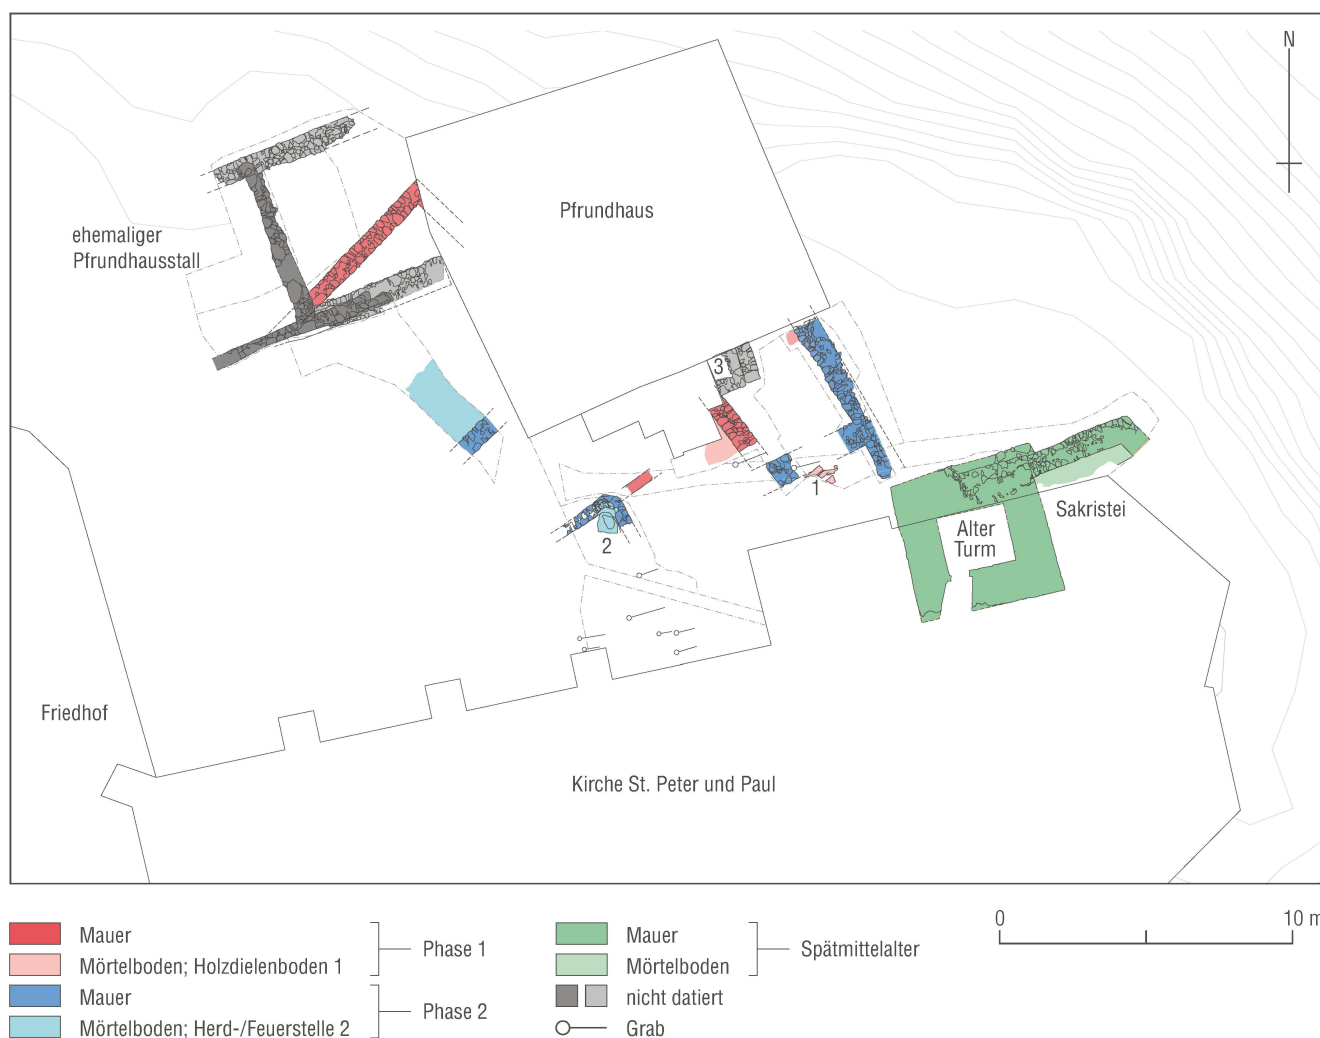 N
Pfrundhaus
ehemaliger
Pfrundhausstall
3
1
2
Alter
Turm
Sakristei
Friedhof
Kirche St. Peter und Paul
Mauer
Mörtelboden; Holzdielenboden 1
Phase 1
Mauer
Mörtelboden; Herd-/Feuerstelle 2
Phase 2
Mauer
Mörtelboden
Spätmittelalter
nicht datiert
Grab
0
10 m